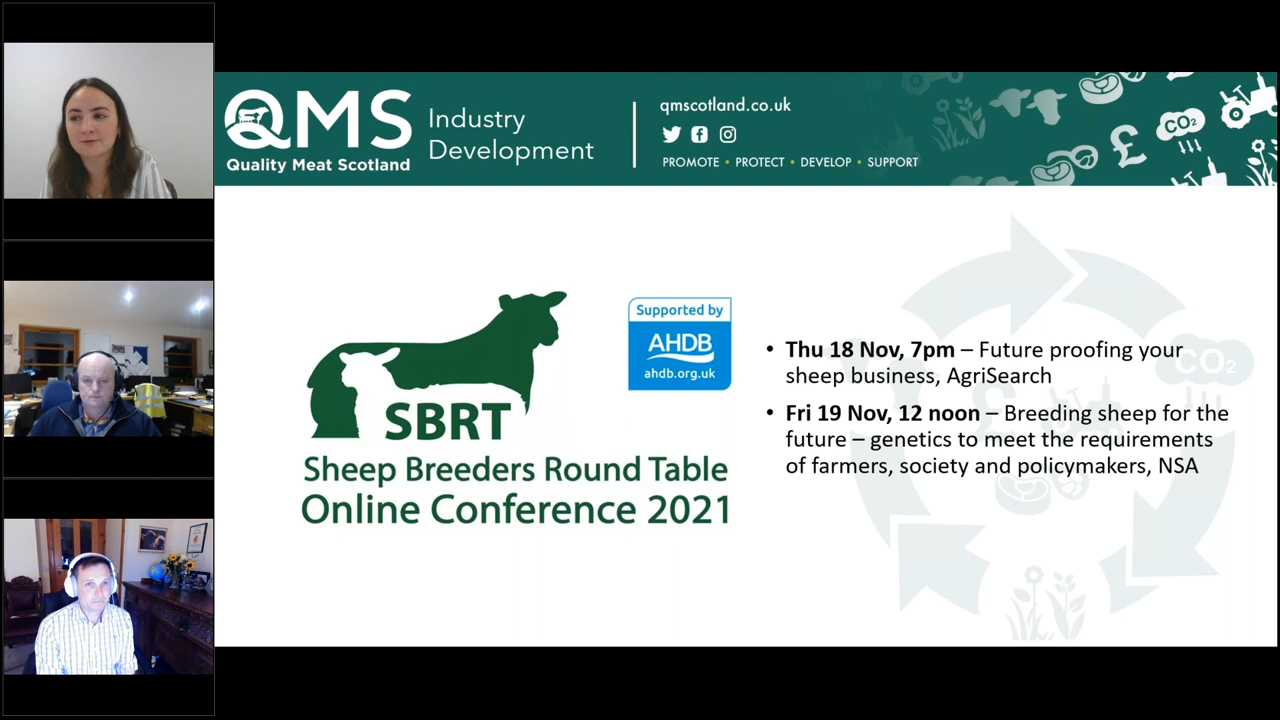 QMS
Quality Meat Scotland
Industry
Development
qmscotland.co.uk
PROMOTE • PROTECT • DEVELOP • SUPPORT
£
CO2
SBRT
Sheep Breeders Round Table
Online Conference 2021
Supported by
AHDB
ahdb.org.uk
• Thu 18 Nov, 7pm – Future proofing your
sheep business, AgriSearch
• Fri 19 Nov, 12 noon – Breeding sheep for the
future – genetics to meet the requirements
of farmers, society and policymakers, NSA
CO2
£